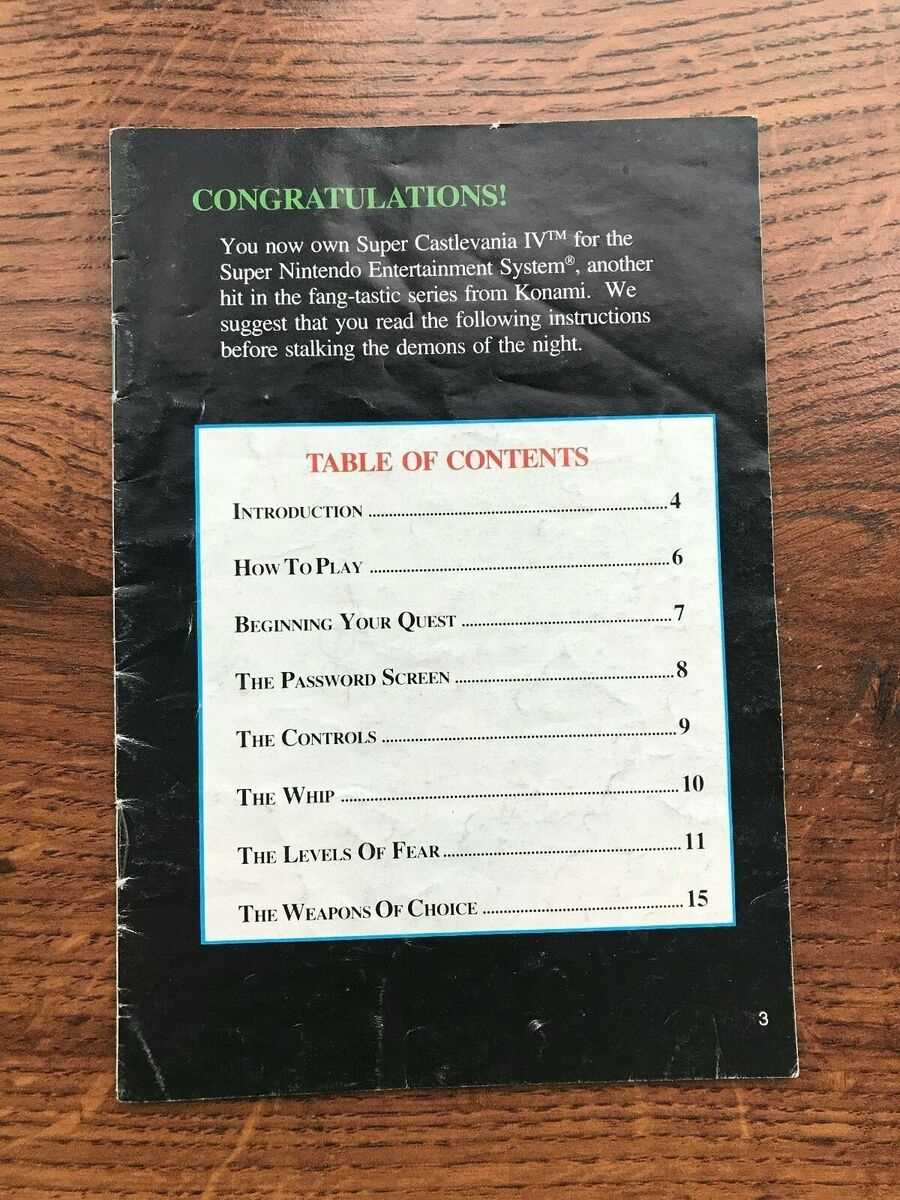 CONGRATULATIONS!
You now own Super Castlevania IV™ for the
Super Nintendo Entertainment System®, another
hit in the fang-tastic series from Konami. We
suggest that you read the following instructions
before stalking the demons of the night.
TABLE OF CONTENTS
INTRODUCTION ........................................ 4
HOW TO PLAY ........................................ 6
BEGINNING YOUR QUEST ........................................ 7
THE PASSWORD SCREEN ........................................ 8
THE CONTROLS ........................................ 9
THE WHIP ........................................ 10
THE LEVELS OF FEAR ........................................ 11
THE WEAPONS OF CHOICE ........................................ 15
3